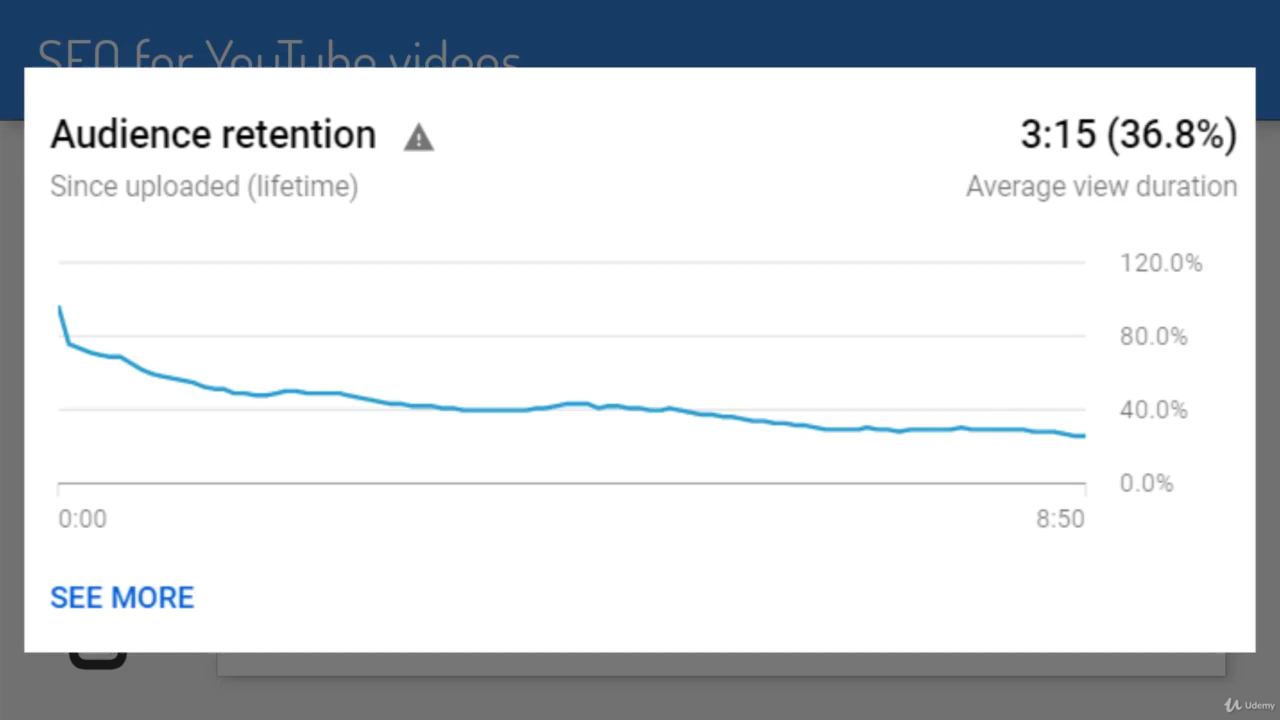 SEO for YouTube videos
Audience retention
3:15 (36.8%)
Since uploaded (lifetime)
Average view duration
120.0%
80.0%
40.0%
0.0%
0:00
8:50
SEE MORE
Udemy